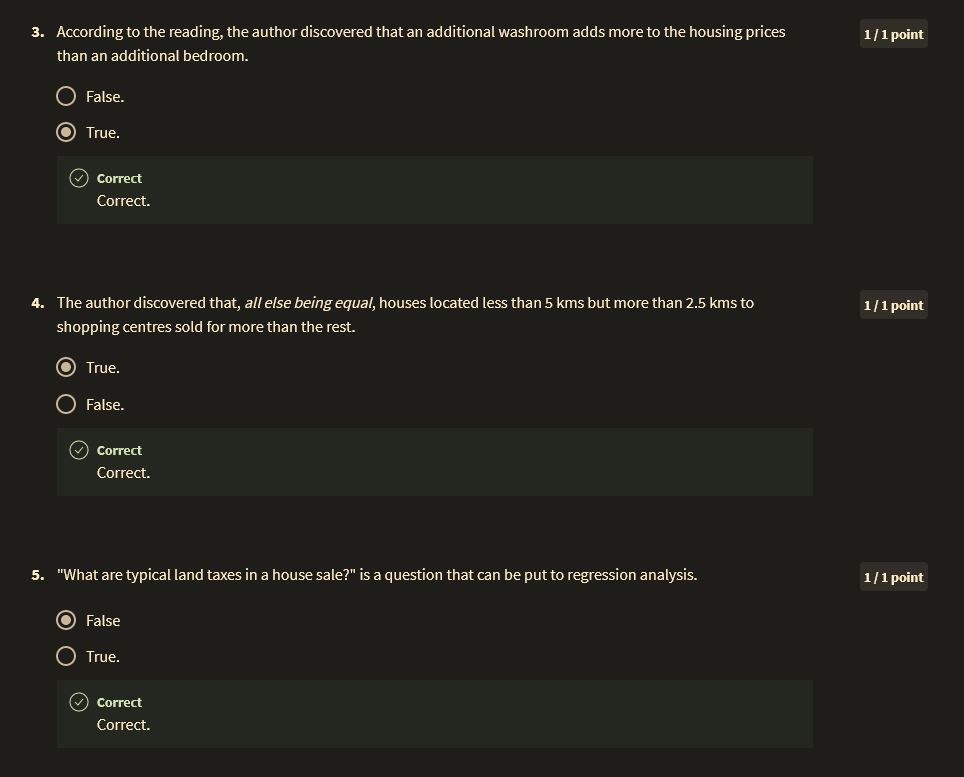 3. According to the reading, the author discovered that an additional washroom adds more to the housing prices
than an additional bedroom.
1 / 1 point
False.
True.
Correct
Correct.
4. The author discovered that, all else being equal, houses located less than 5 kms but more than 2.5 kms to
shopping centres sold for more than the rest.
1 / 1 point
True.
False.
Correct
Correct.
5. "What are typical land taxes in a house sale?" is a question that can be put to regression analysis.
1 / 1 point
False
True.
Correct
Correct.